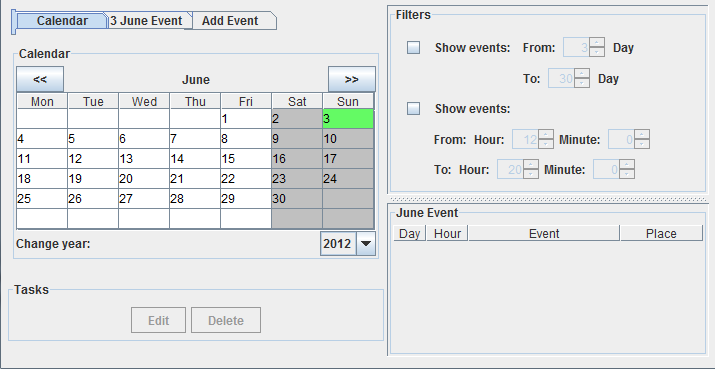 Calendar 3 June Event Add Event
Calendar
<< June >>
Mon Tue Wed Thu Fri Sat Sun
1 2 3
4 5 6 7 8 9 10
11 12 13 14 15 16 17
18 19 20 21 22 23 24
25 26 27 28 29 30
Change year: 2012
Tasks
Edit Delete
Filters
Show events: From: 3 Day
To: 30 Day
Show events:
From: Hour: 12 Minute: 0
To: Hour: 20 Minute: 0
June Event
Day Hour Event Place